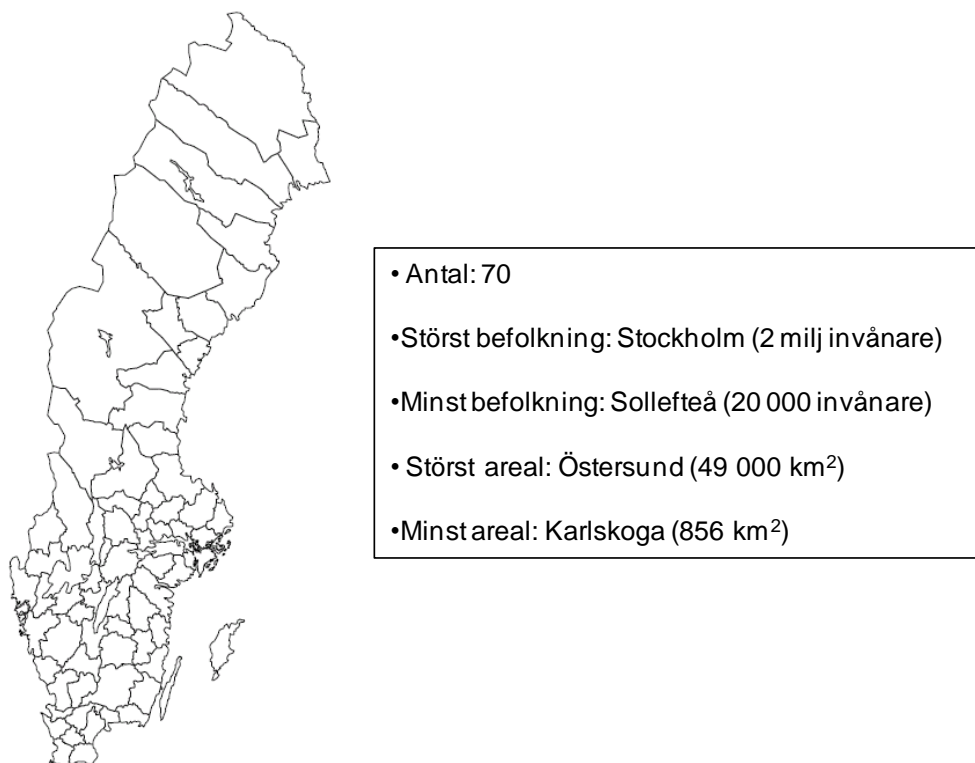 • Antal: 70
•Störst befolkning: Stockholm (2 milj invånare)
•Minst befolkning: Sollefteå (20 000 invånare)
• Störst areal: Östersund (49 000 km²)
•Minst areal: Karlskoga (856 km²)